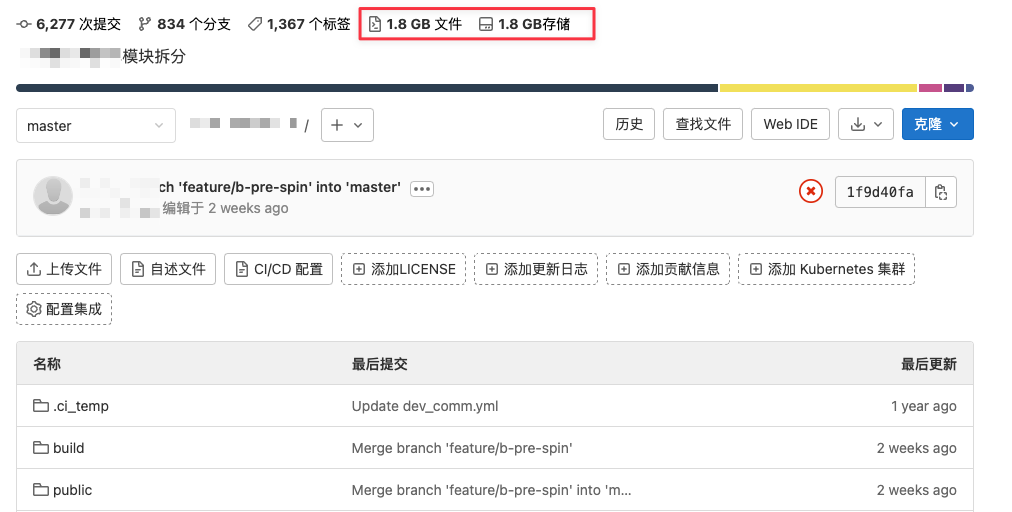 6,277 次提交 834 个分支 1,367 个标签 1.8 GB 文件 1.8 GB存储
模块拆分
master / + 历史 查找文件 Web IDE 克隆
ch 'feature/b-pre-spin' into 'master' ••• 1f9d40fa
编辑于 2 weeks ago
上传文件 自述文件 CI/CD 配置 添加LICENSE 添加更新日志 添加贡献信息 添加 Kubernetes 集群
配置集成
名称 最后提交 最后更新
.ci_temp Update dev_comm.yml 1 year ago
build Merge branch 'feature/b-pre-spin' 2 weeks ago
public Merge branch 'feature/b-pre-spin' into 'm... 2 weeks ago